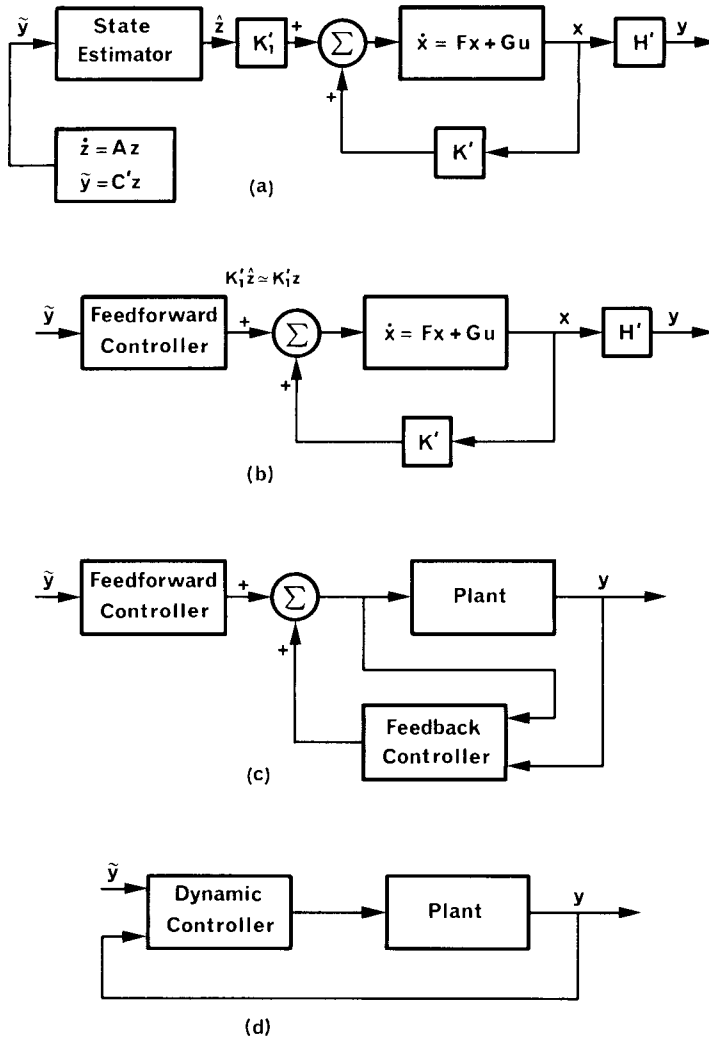 ỹ State Estimator ẑ K₁′ + Σ ẋ = Fx + Gu x H′ y
+
ż = Az
ỹ = C′z
K′
(a)
K₁′ẑ ≃ K₁′z
ỹ Feedforward Controller + Σ ẋ = Fx + Gu x H′ y
+
K′
(b)
ỹ Feedforward Controller + Σ Plant y
+
Feedback
Controller
(c)
ỹ Dynamic Controller Plant y
(d)